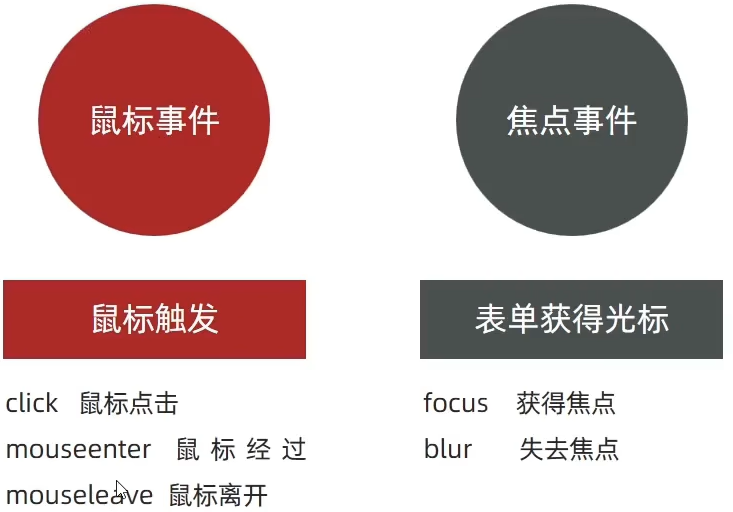 鼠标事件
鼠标触发
click 鼠标点击
mouseenter 鼠标经过
mouseleave 鼠标离开
焦点事件
表单获得光标
focus 获得焦点
blur 失去焦点